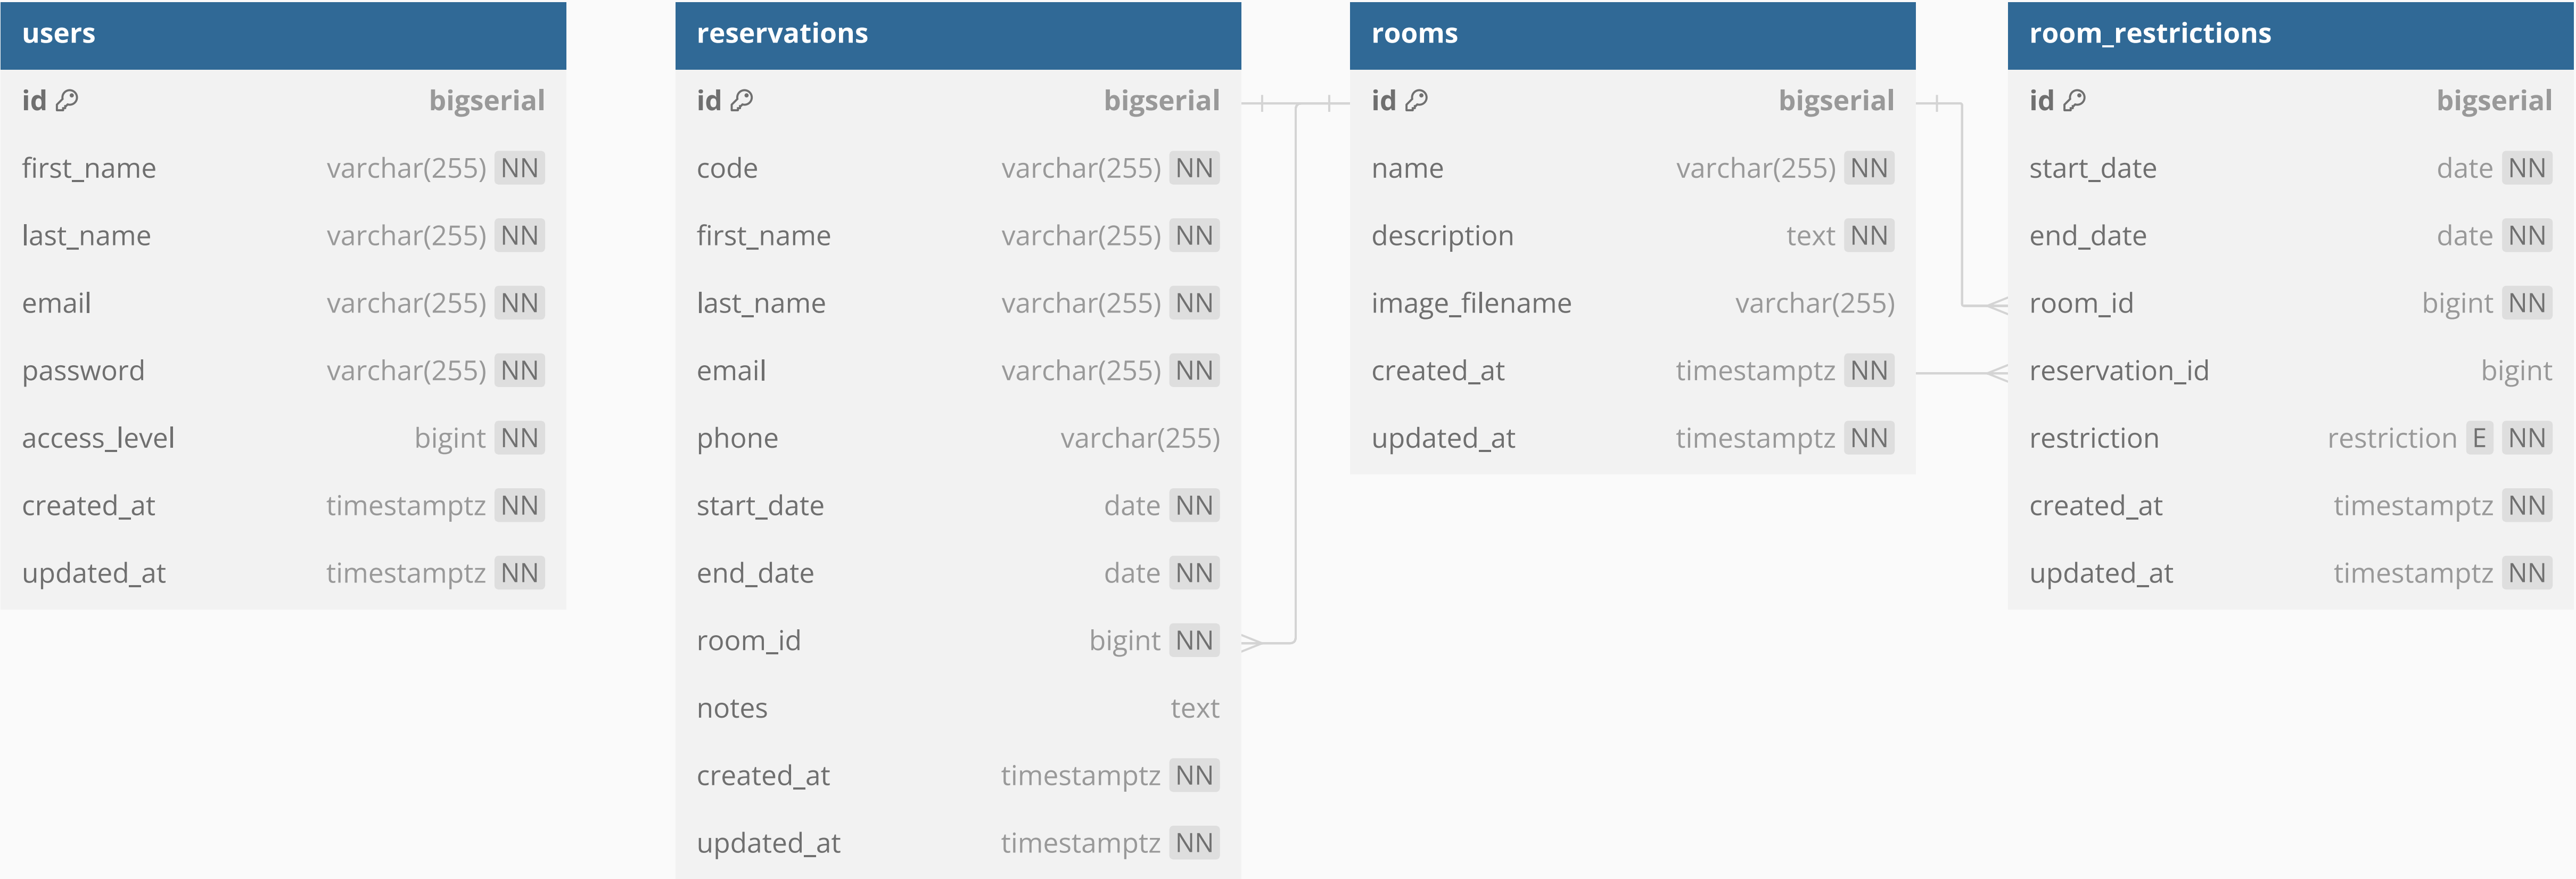 users
id bigserial
first_name varchar(255) NN
last_name varchar(255) NN
email varchar(255) NN
password varchar(255) NN
access_level bigint NN
created_at timestamptz NN
updated_at timestamptz NN
reservations
id bigserial
code varchar(255) NN
first_name varchar(255) NN
last_name varchar(255) NN
email varchar(255) NN
phone varchar(255)
start_date date NN
end_date date NN
room_id bigint NN
notes text
created_at timestamptz NN
updated_at timestamptz NN
rooms
id bigserial
name varchar(255) NN
description text NN
image_filename varchar(255)
created_at timestamptz NN
updated_at timestamptz NN
room_restrictions
id bigserial
start_date date NN
end_date date NN
room_id bigint NN
reservation_id bigint
restriction restriction E NN
created_at timestamptz NN
updated_at timestamptz NN